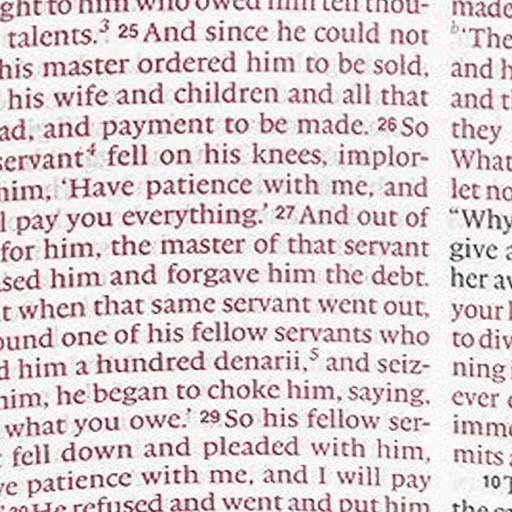 ght to him who owed him ten thou-
talents.³ 25 And since he could not
his master ordered him to be sold,
his wife and children and all that
ad, and payment to be made. 26 So
servant⁴ fell on his knees, implor-
him, ‘Have patience with me, and
l pay you everything.’ 27 And out of
for him, the master of that servant
sed him and forgave him the debt.
t when that same servant went out,
ound one of his fellow servants who
d him a hundred denarii,⁵ and seiz-
him, he began to choke him, saying,
what you owe.’ 29 So his fellow ser-
fell down and pleaded with him,
ve patience with me, and I will pay
He refused and went and put him
made
b‘The
and h
and t
they
What
let no
“Why
give a
her av
your h
to div
ning
ever
imme
mits a
10 T